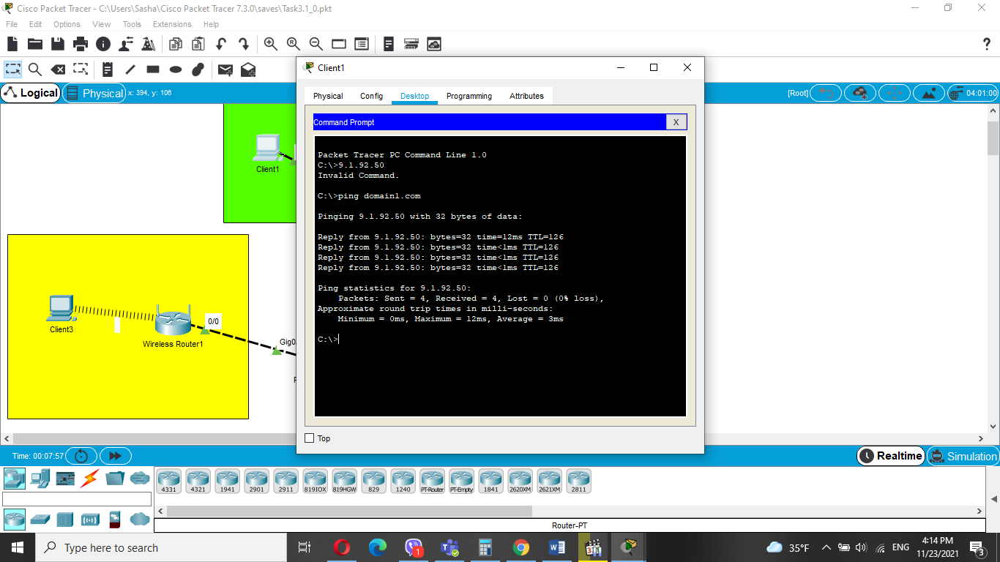 Cisco Packet Tracer - C:\Users\Sasha\Cisco Packet Tracer 7.3.0\saves\Task3.1_0.pkt
File Edit Options View Tools Extensions Help
Logical Physical x: 394, y: 106
[Root] 04:01:00
Client1
Physical Config Desktop Programming Attributes
Command Prompt X
Packet Tracer PC Command Line 1.0
C:\>9.1.92.50
Invalid Command.
C:\>ping domain1.com
Pinging 9.1.92.50 with 32 bytes of data:
Reply from 9.1.92.50: bytes=32 time=12ms TTL=126
Reply from 9.1.92.50: bytes=32 time<1ms TTL=126
Reply from 9.1.92.50: bytes=32 time<1ms TTL=126
Reply from 9.1.92.50: bytes=32 time<1ms TTL=126
Ping statistics for 9.1.92.50:
Packets: Sent = 4, Received = 4, Lost = 0 (0% loss),
Approximate round trip times in milli-seconds:
Minimum = 0ms, Maximum = 12ms, Average = 3ms
C:\>
Top
Client1
Client3
Wireless Router1
0/0
Gig0
Time: 00:07:57
Realtime Simulation
4331 4321 1941 2901 2911 819IOX 819HGW 829 1240 PT-Router PT-Empty 1841 2620XM 2621XM 2811
Router-PT
Type here to search
1
35°F
ENG
4:14 PM
11/23/2021
3